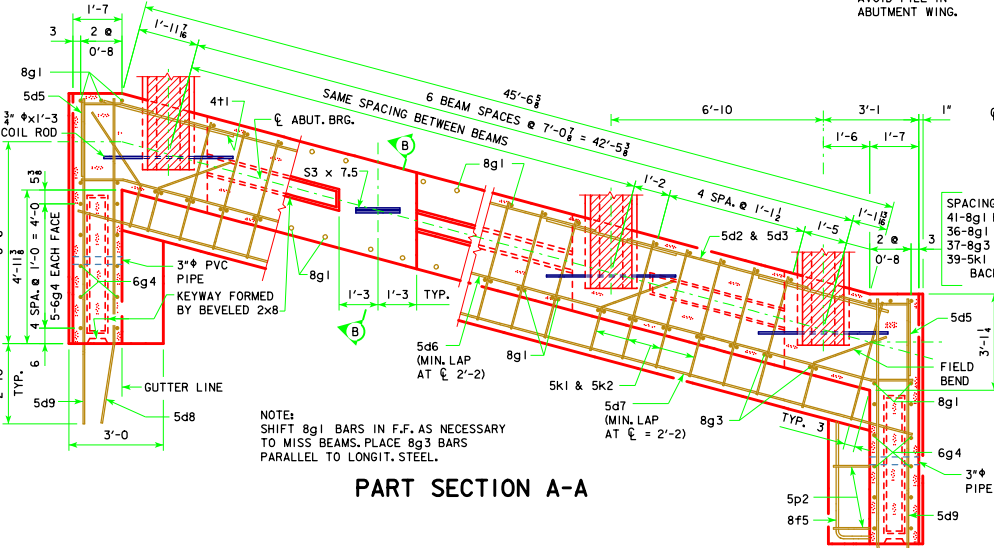 AVOID FILL IN
ABUTMENT WING.
1'-7
3
2 @
0'-8
1'-11 7/16
45'-6 5/8
6 BEAM SPACES @ 7'-0 7/8 = 42'-5 3/8
SAME SPACING BETWEEN BEAMS
8g1
5d5
3/4" Φx1'-3
COIL ROD
4t1
℄ ABUT. BRG.
B
S3 x 7.5
8g1
6'-10
3'-1
1"
℄
1'-6
1'-7
1'-2
4 SPA. @ 1'-1 1/2
1'-5
1'-1 13/16
2 @
0'-8
3
SPACING
41-8g1
36-8g1
37-8g3
39-5k1
BAC
5d2 & 5d3
4'-11 3/4
4 SPA. @ 1'-0 = 4'-0
5-6g4 EACH FACE
6
TYP.
3"Φ PVC
PIPE
6g4
KEYWAY FORMED
BY BEVELED 2x8
8g1
1'-3
1'-3
TYP.
B
5d6
(MIN. LAP
AT ℄ 2'-2)
8g1
5k1 & 5k2
5d7
(MIN. LAP
AT ℄ = 2'-2)
8g3
TYP. 3
5d5
3'-1 1/4
FIELD
BEND
8g1
6g4
3"Φ
PIPE
5d9
5p2
8f5
GUTTER LINE
5d9
5d8
3'-0
NOTE:
SHIFT 8g1 BARS IN F.F. AS NECESSARY
TO MISS BEAMS. PLACE 8g3 BARS
PARALLEL TO LONGIT. STEEL.
PART SECTION A-A